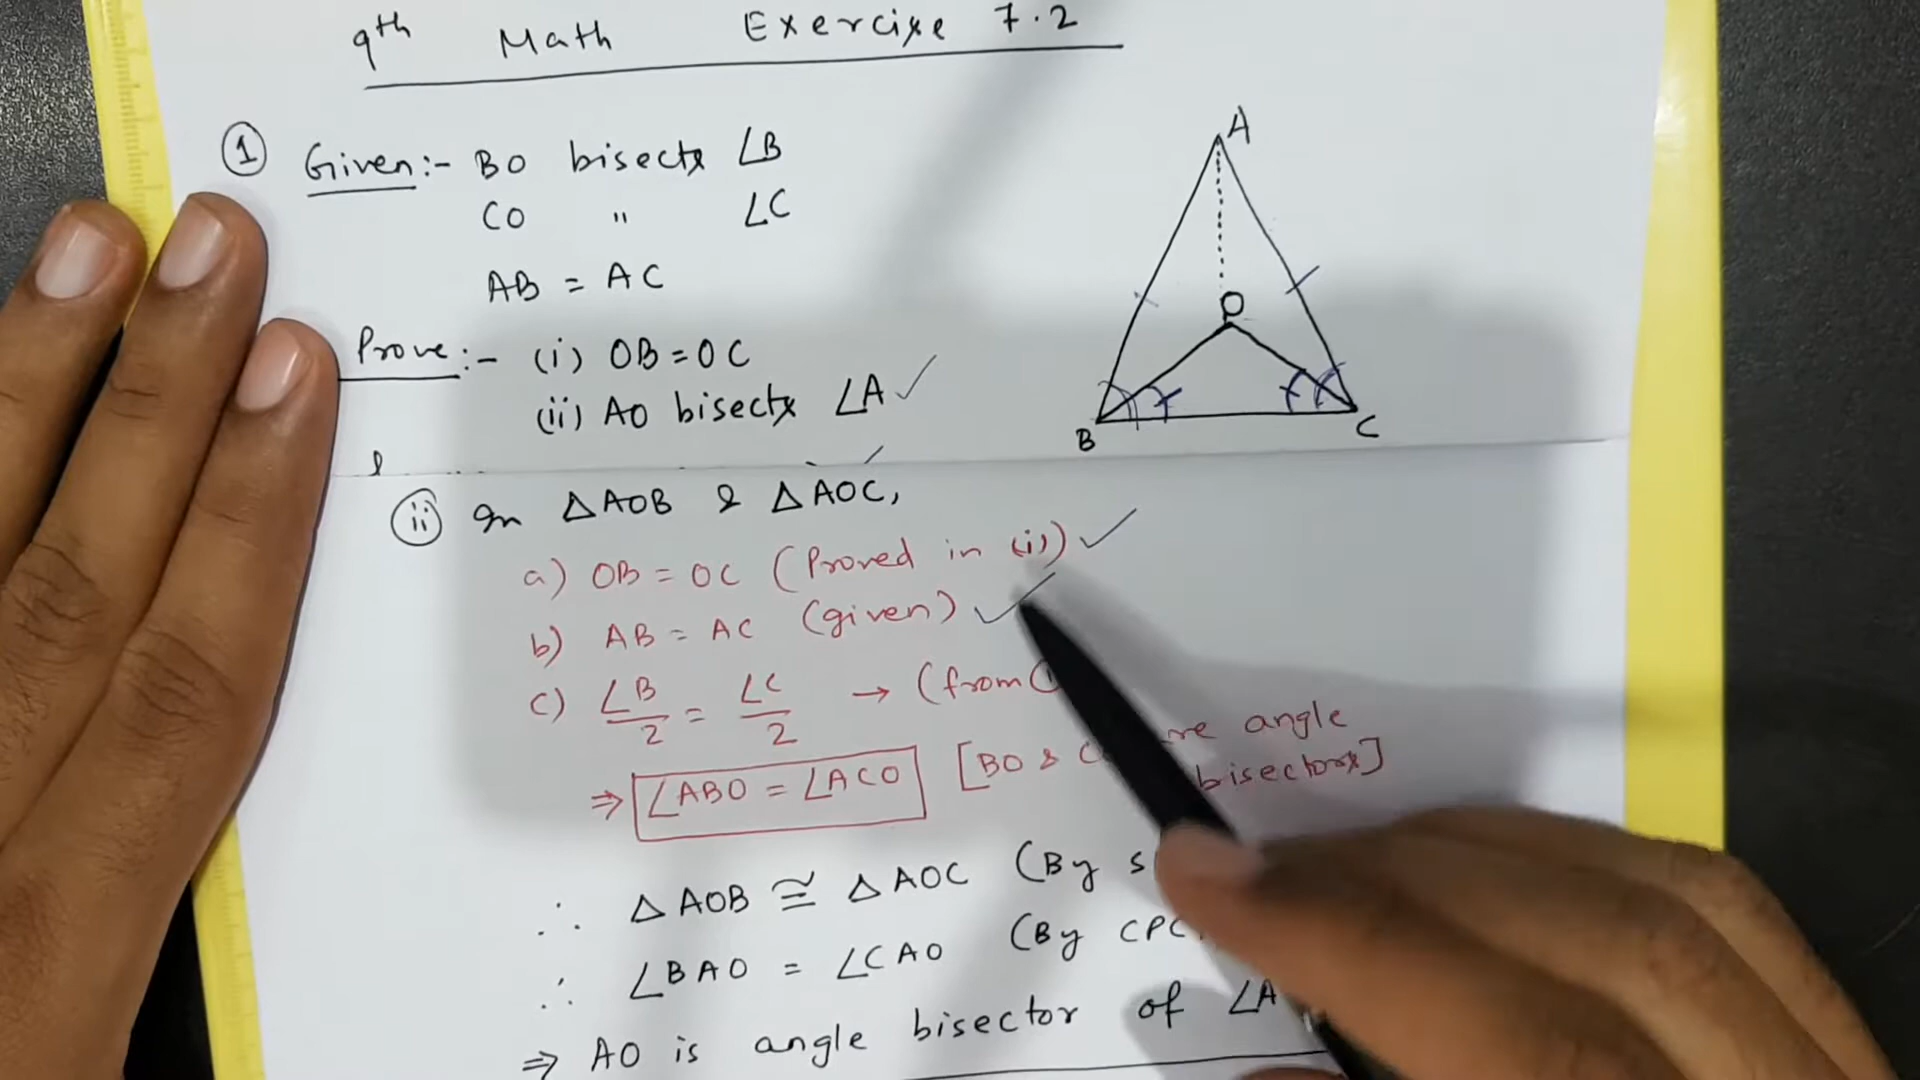 9th Math Exercise 7.2
① Given:- BO bisects ∠B
CO " ∠C
AB = AC
Prove:- (i) OB = OC
(ii) AO bisects ∠A ✓
A
O
B
C
ⅱ In △AOB & △AOC,
a) OB = OC (Proved in (i)) ✓
b) AB = AC (given) ✓
c) ∠B/2 = ∠C/2 → (from
⇒ ∠ABO = ∠ACO [BO & angle
bisectors]
∴ △AOB ≅ △AOC (By
∴ ∠BAO = ∠CAO (By
⇒ AO is angle bisector of ∠A